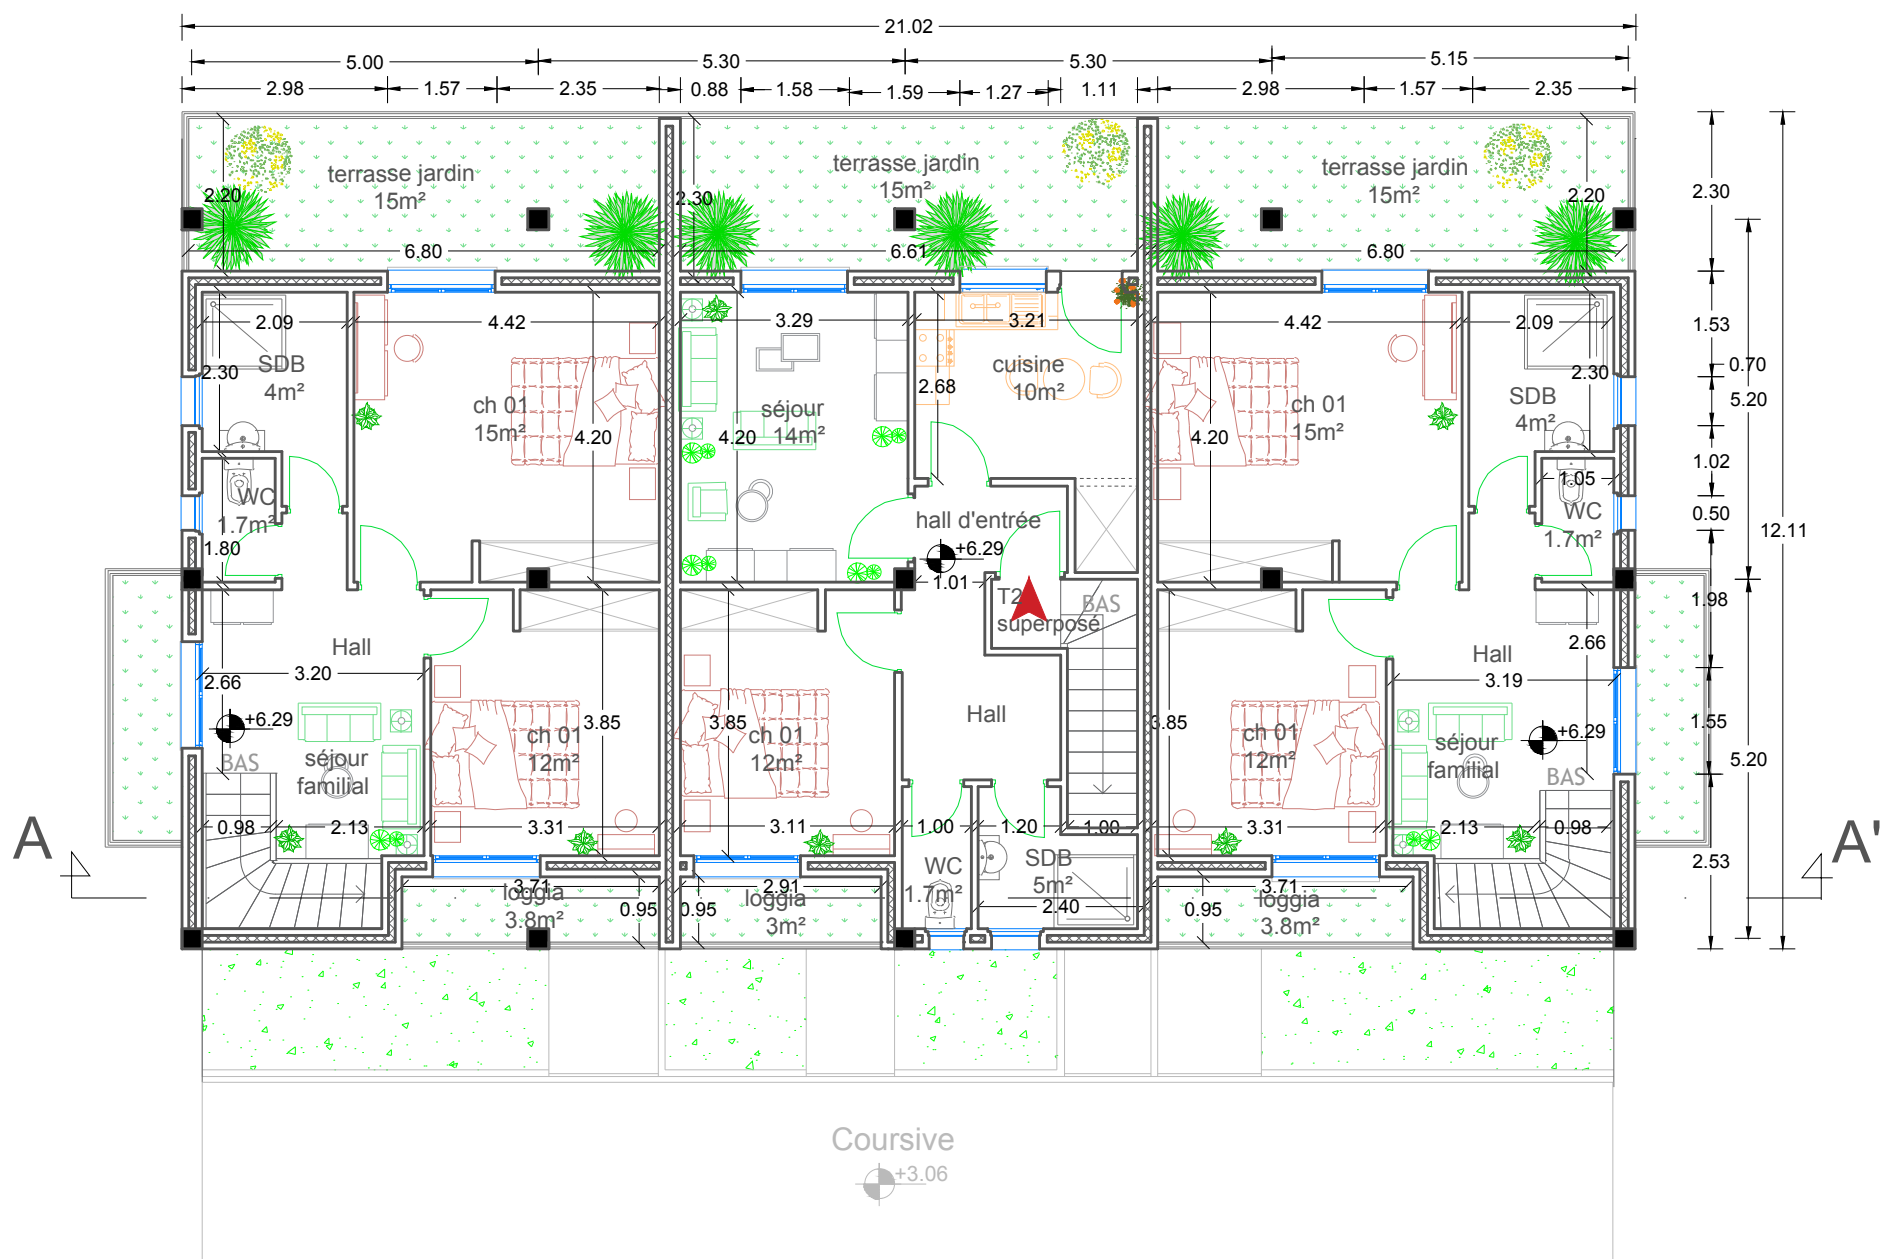 21.02
5.00 5.30 5.30 5.15
2.98 1.57 2.35 0.88 1.58 1.59 1.27 1.11 2.98 1.57 2.35
terrasse jardin
15m²
terrasse jardin
15m²
terrasse jardin
15m²
2.20 2.30 2.20 2.30
6.80 6.61 6.80
2.09 4.42 3.29 3.21 4.42 2.09 1.53
SDB
4m²
2.30
cuisine
10m²
2.68
2.30
0.70
5.20
ch 01
15m²
4.20
séjour
14m²
4.20
ch 01
15m²
4.20
SDB
4m²
1.02
WC
1.7m²
1.80
hall d'entrée
+6.29
1.01
1.05
WC
1.7m²
0.50
12.11
T2
superposé
BAS
1.98
Hall
3.20
2.66
+6.29
BAS
séjour
familial
ch 01
12m²
3.85
3.85
ch 01
12m²
Hall
3.85
ch 01
12m²
Hall
2.66
3.19
+6.29
séjour
familial
BAS
1.55
5.20
0.98 2.13 3.31 3.11 1.00 1.20 1.00 3.31 2.13 0.98
A
A'
2.53
3.71
loggia
3.8m²
0.95
0.95
2.91
loggia
3m²
WC
1.7m²
SDB
5m²
2.40
3.71
loggia
3.8m²
0.95
Coursive
+3.06